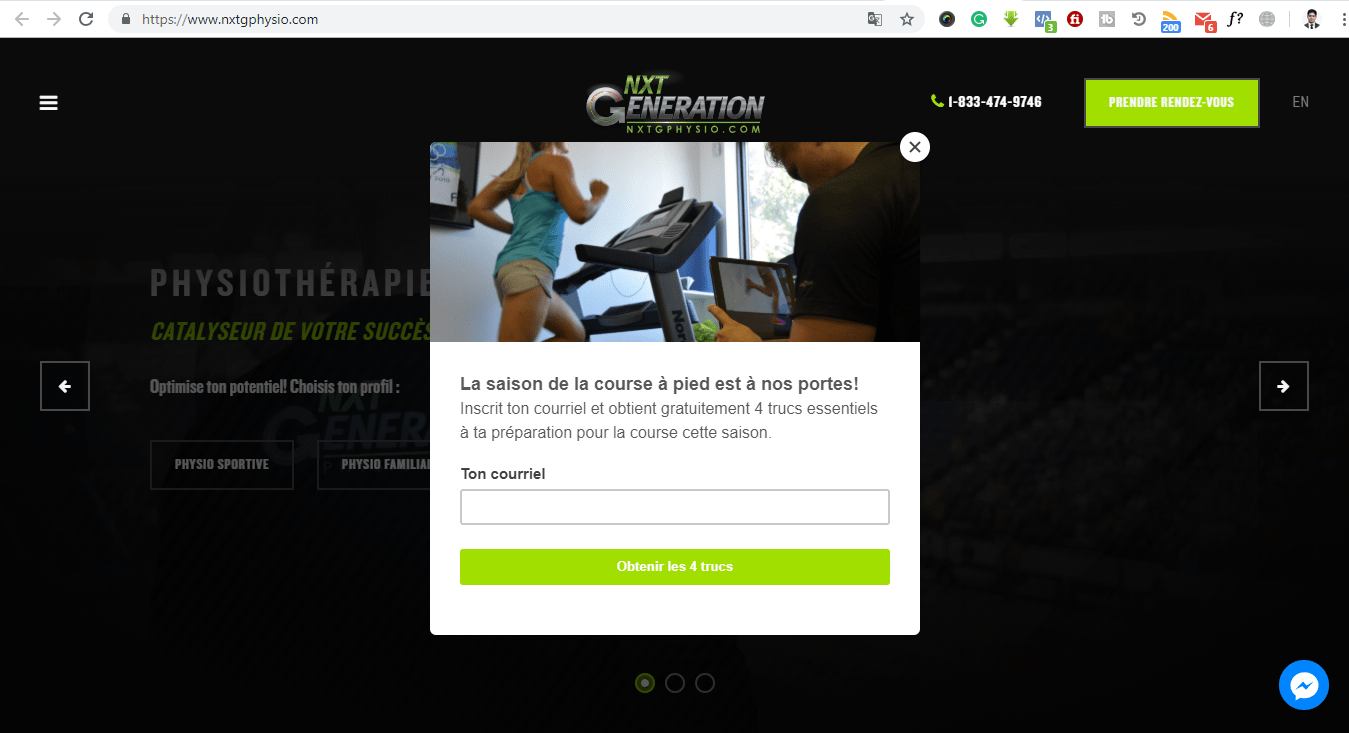 https://www.nxtgphysio.com
3
200
6
f?
NXT
GENERATION
NXTGPHYSIO.COM
1-833-474-9746
PRENDRE RENDEZ-VOUS
EN
PHYSIOTHÉRAPIE
CATALYSEUR DE VOTRE SUCCÈS
Optimise ton potentiel! Choisis ton profil :
NXT
GENERATION
PHYSIO SPORTIVE
PHYSIO FAMILIA
La saison de la course à pied est à nos portes!
Inscrit ton courriel et obtient gratuitement 4 trucs essentiels
à ta préparation pour la course cette saison.
Ton courriel
Obtenir les 4 trucs